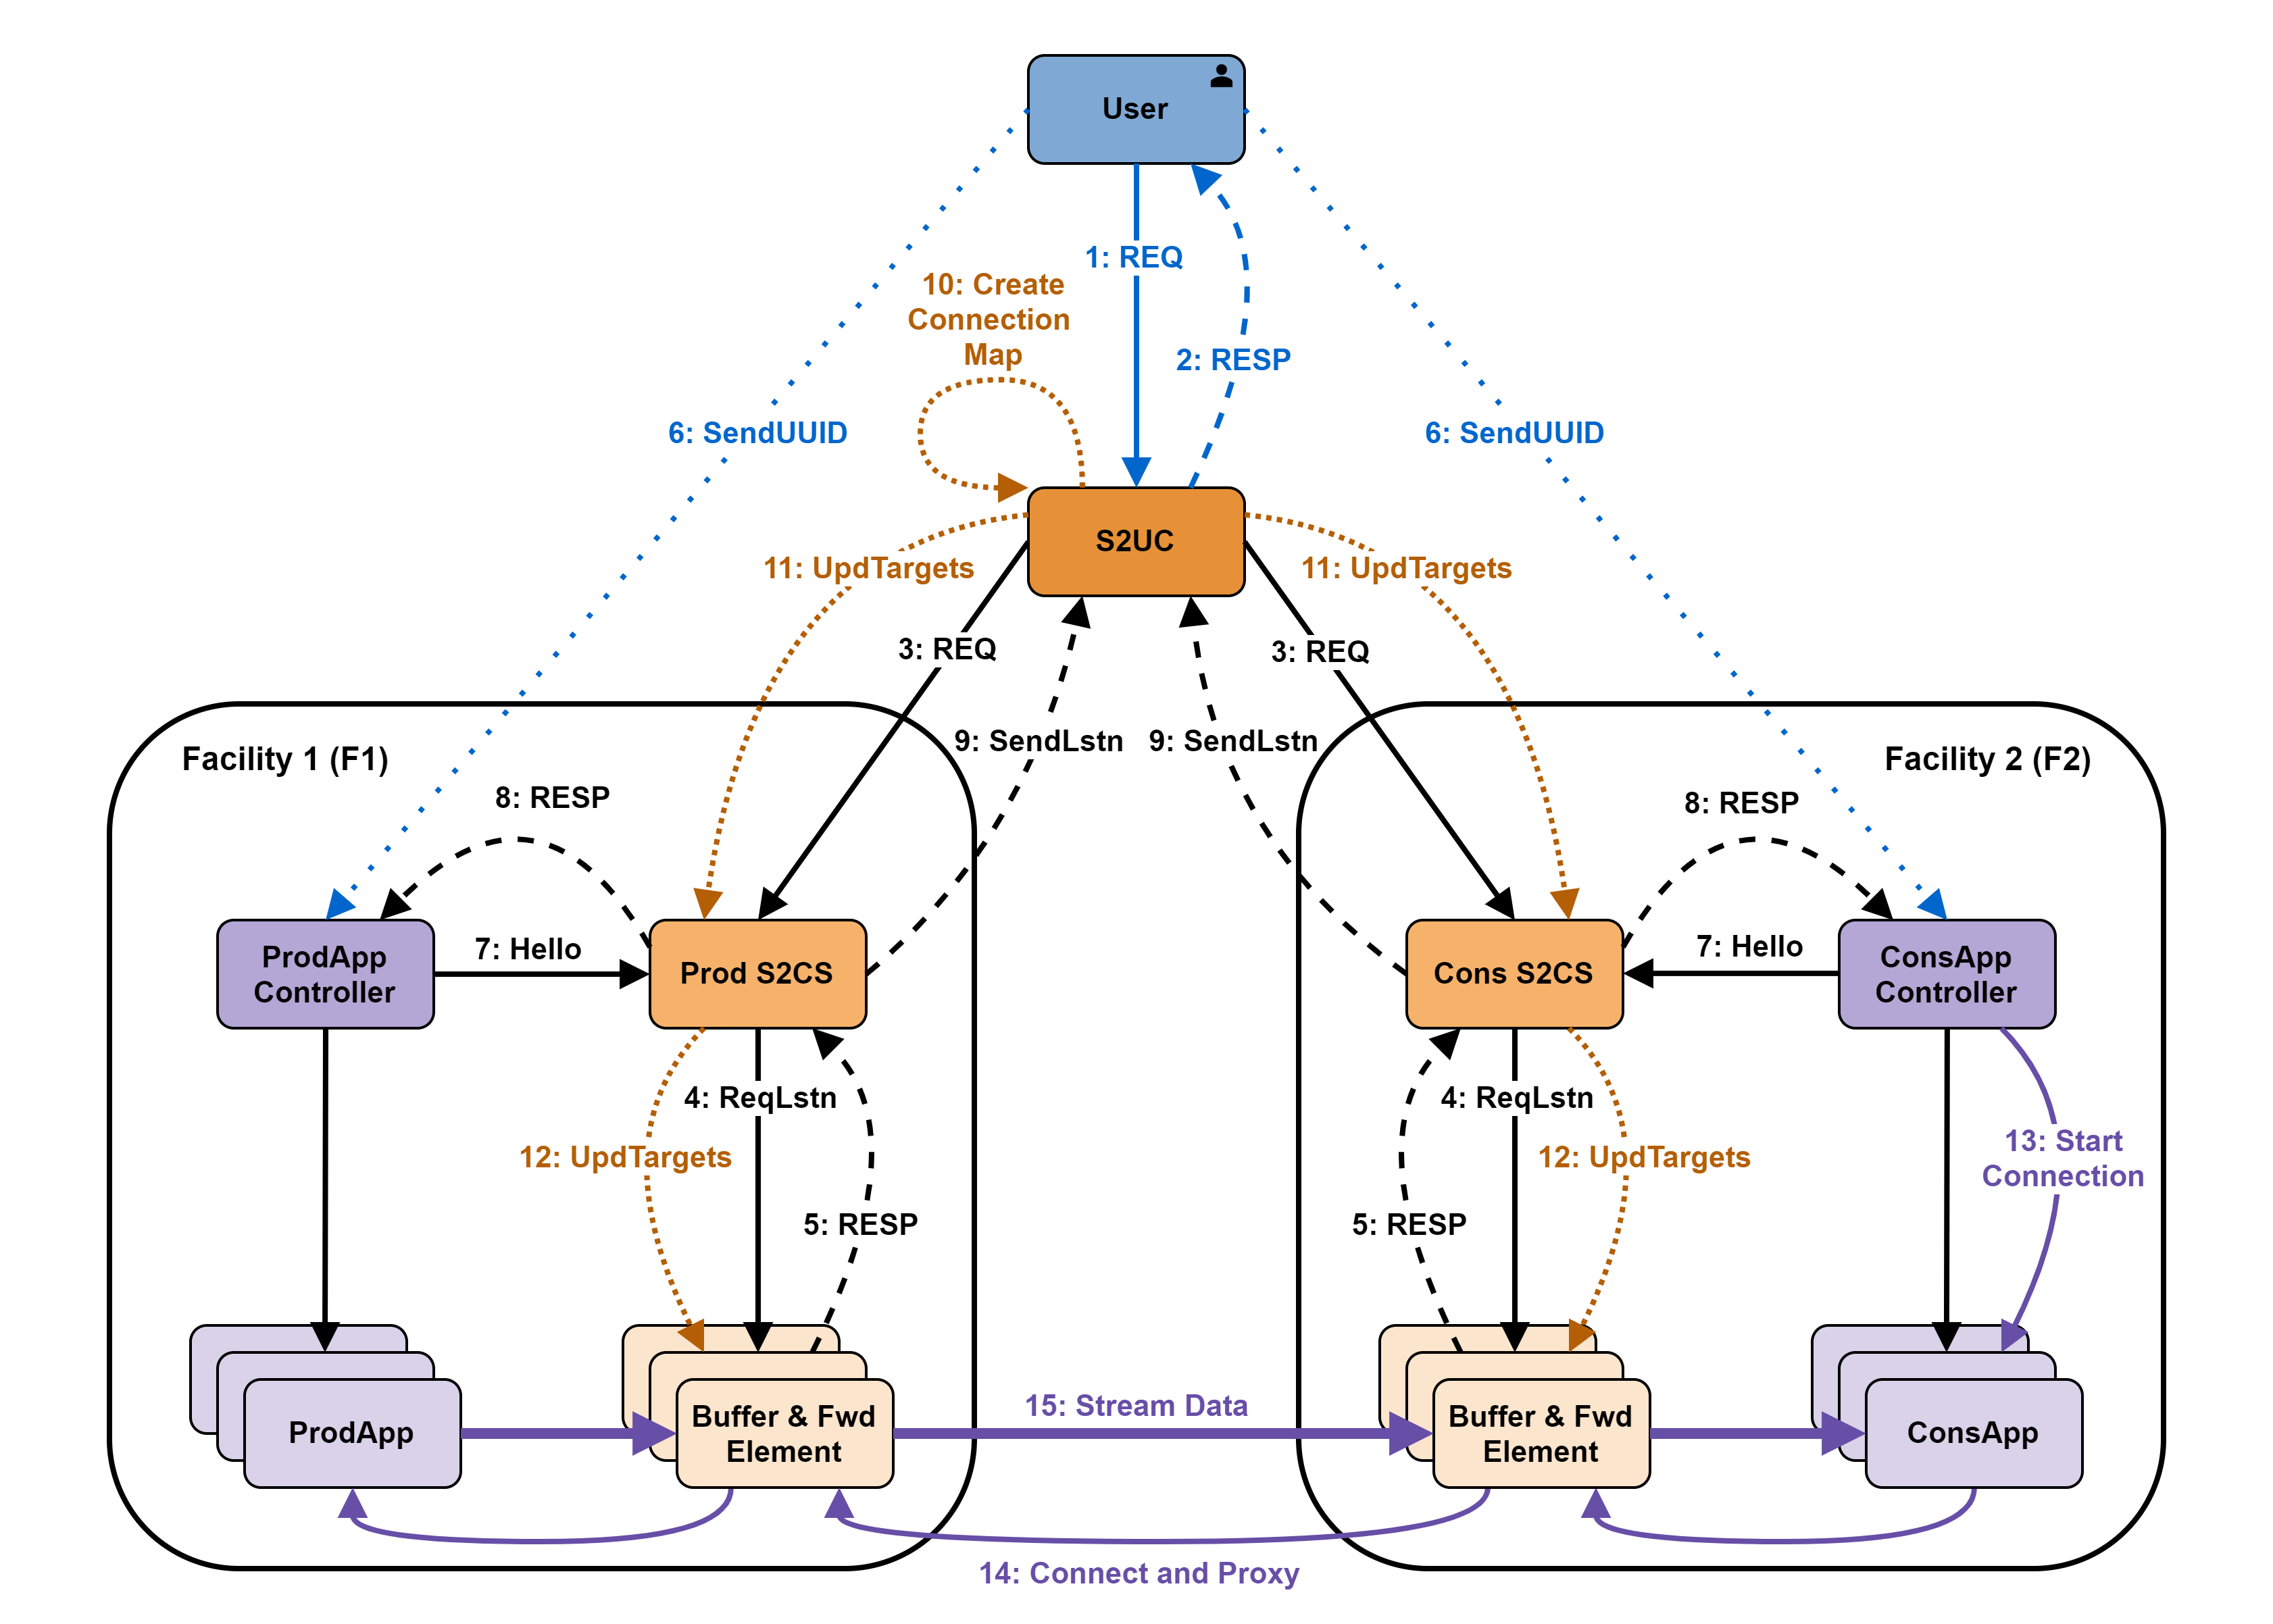 User
1: REQ
10: Create
Connection
Map
2: RESP
6: SendUUID
6: SendUUID
S2UC
11: UpdTargets
11: UpdTargets
3: REQ
3: REQ
9: SendLstn
9: SendLstn
Facility 1 (F1)
Facility 2 (F2)
8: RESP
8: RESP
7: Hello
7: Hello
ProdApp
Controller
Prod S2CS
Cons S2CS
ConsApp
Controller
4: ReqLstn
4: ReqLstn
12: UpdTargets
12: UpdTargets
13: Start
Connection
5: RESP
5: RESP
15: Stream Data
ProdApp
Buffer & Fwd
Element
Buffer & Fwd
Element
ConsApp
14: Connect and Proxy